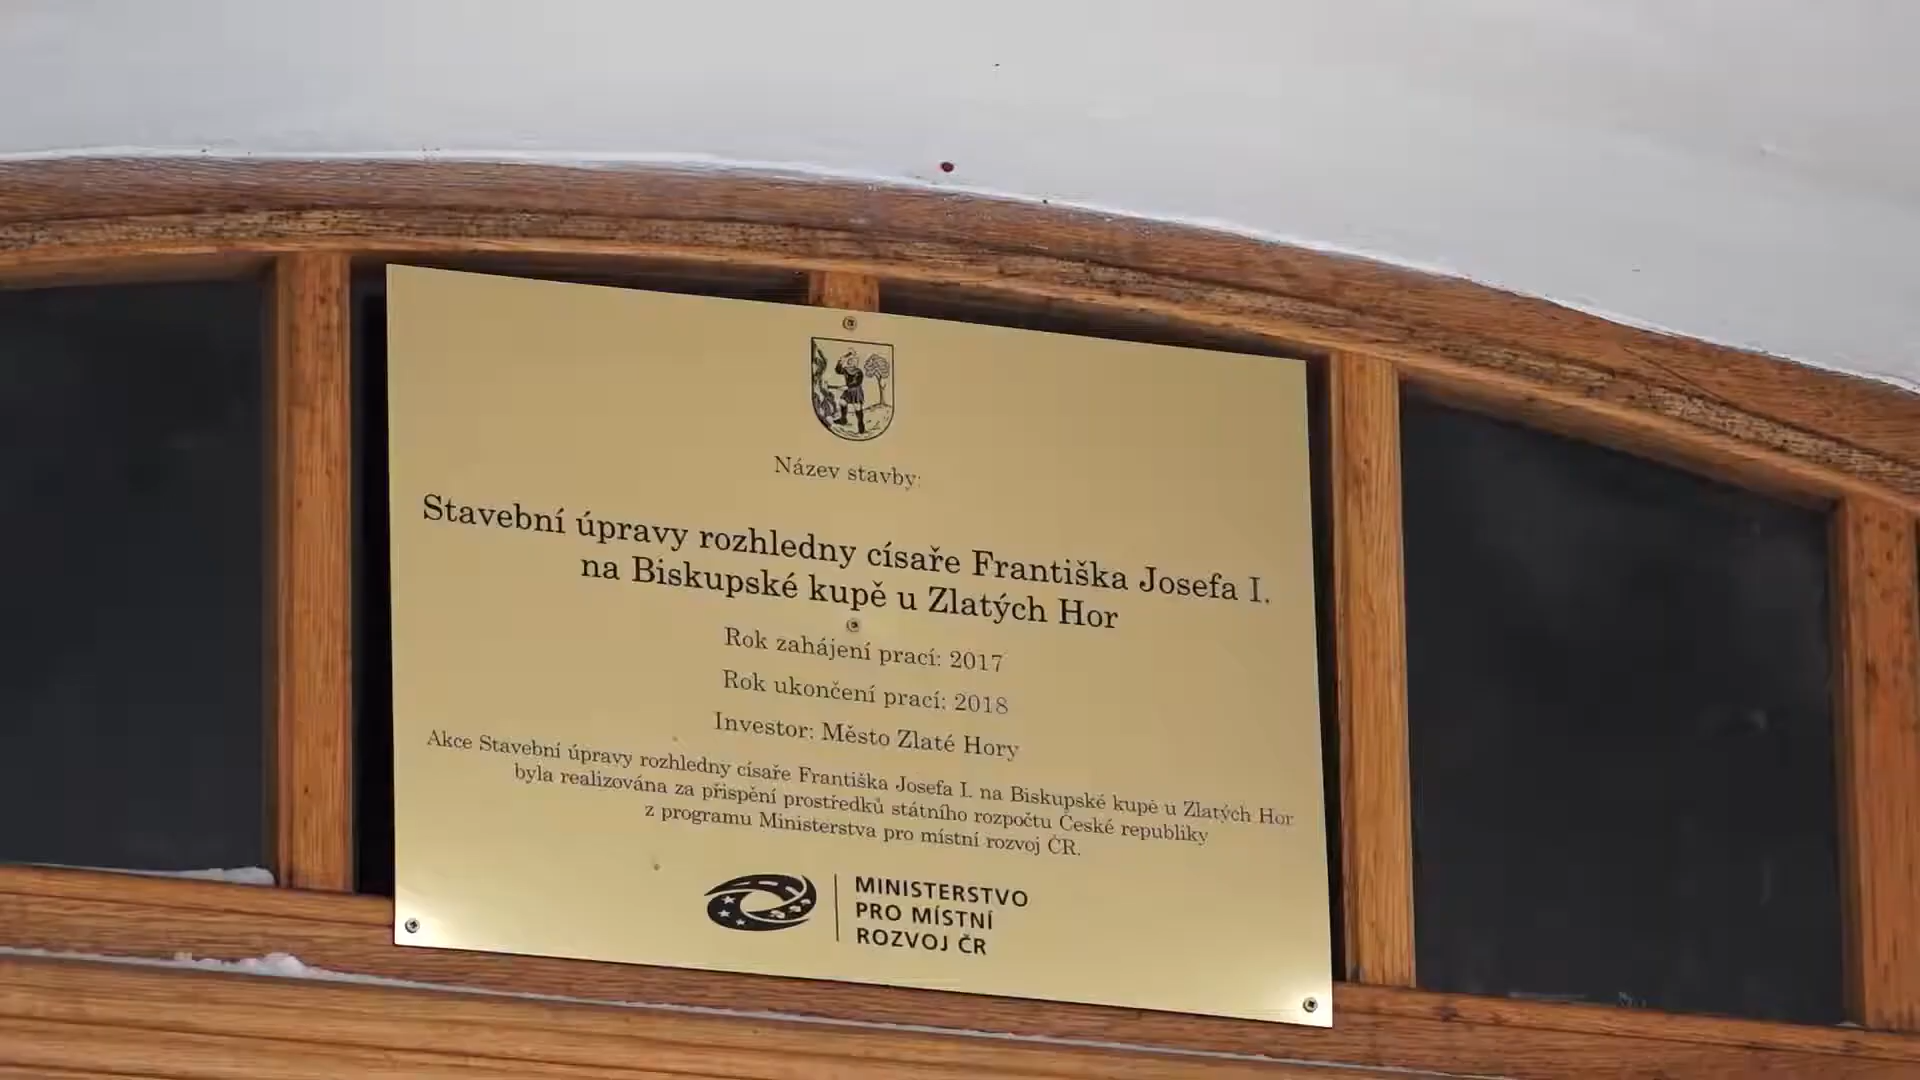 Název stavby:
Stavební úpravy rozhledny císaře Františka Josefa I.
na Biskupské kupě u Zlatých Hor
Rok zahájení prací: 2017
Rok ukončení prací: 2018
Investor: Město Zlaté Hory
Akce Stavební úpravy rozhledny císaře Františka Josefa I. na Biskupské kupě u Zlatých Hor
byla realizována za přispění prostředků státního rozpočtu České republiky
z programu Ministerstva pro místní rozvoj ČR.
MINISTERSTVO
PRO MÍSTNÍ
ROZVOJ ČR